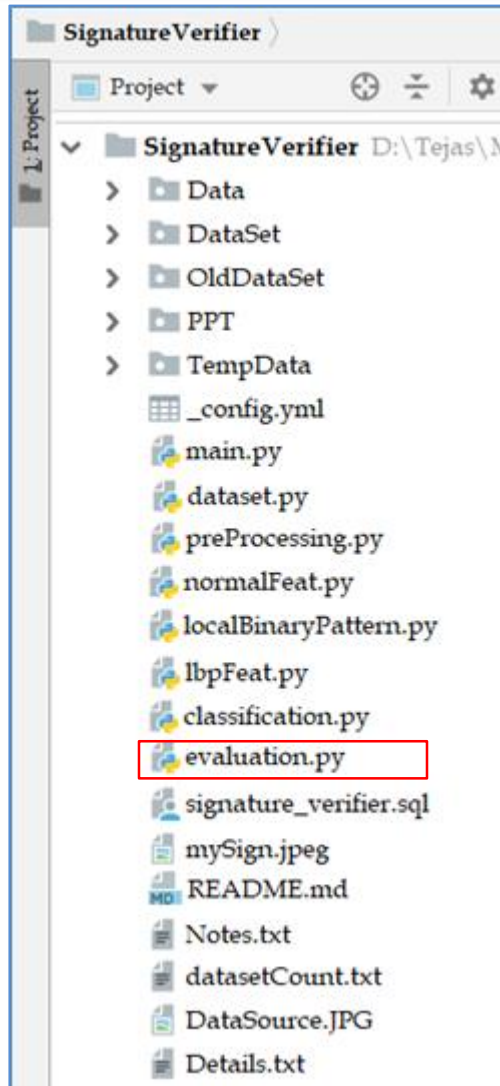 SignatureVerifier
Project
1: Project
SignatureVerifier D:\Tejas\
Data
DataSet
OldDataSet
PPT
TempData
_config.yml
main.py
dataset.py
preProcessing.py
normalFeat.py
localBinaryPattern.py
lbpFeat.py
classification.py
evaluation.py
signature_verifier.sql
mySign.jpeg
MD README.md
Notes.txt
datasetCount.txt
DataSource.JPG
Details.txt